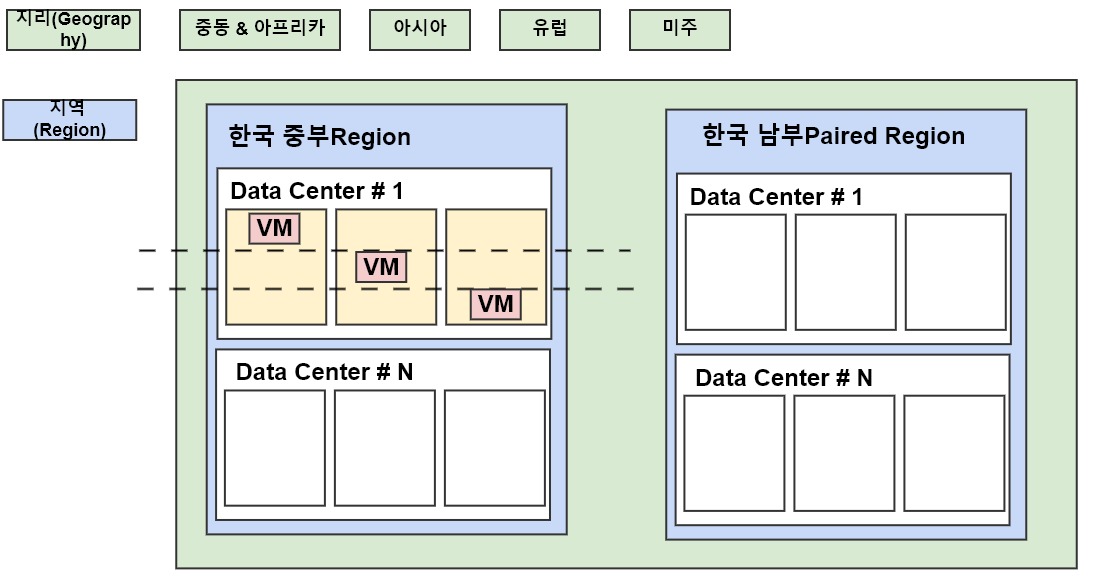 지리(Geograp
hy)
중동 & 아프리카
아시아
유럽
미주
지역
(Region)
한국 중부Region
한국 남부Paired Region
Data Center # 1
VM
VM
VM
Data Center # N
Data Center # 1
Data Center # N